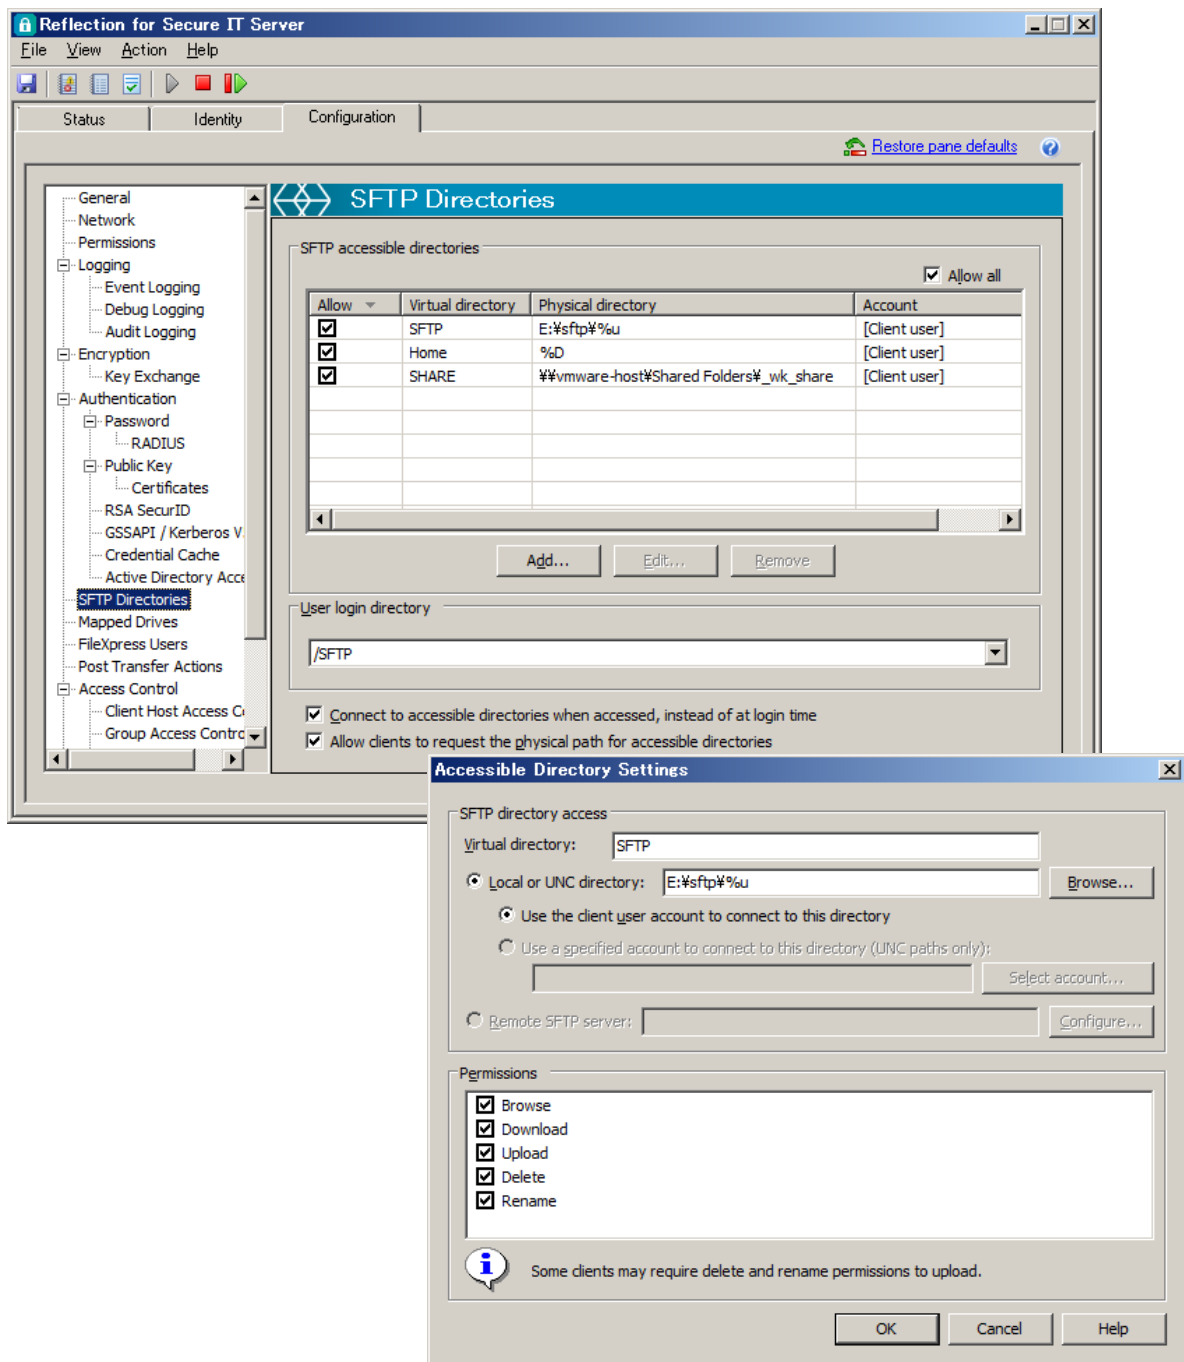 Reflection for Secure IT Server
File View Action Help
Status Identity Configuration
Restore pane defaults
General
Network
Permissions
Logging
Event Logging
Debug Logging
Audit Logging
Encryption
Key Exchange
Authentication
Password
RADIUS
Public Key
Certificates
RSA SecurID
GSSAPI / Kerberos V
Credential Cache
Active Directory Acce
SFTP Directories
Mapped Drives
FileXpress Users
Post Transfer Actions
Access Control
Client Host Access C
Group Access Contro
SFTP Directories
SFTP accessible directories
Allow all
Allow Virtual directory Physical directory Account
SFTP E:¥sftp¥%u [Client user]
Home %D [Client user]
SHARE ¥¥vmware-host¥Shared Folders¥_wk_share [Client user]
Add... Edit... Remove
User login directory
/SFTP
Connect to accessible directories when accessed, instead of at login time
Allow clients to request the physical path for accessible directories
Accessible Directory Settings
SFTP directory access
Virtual directory: SFTP
Local or UNC directory: E:¥sftp¥%u Browse...
Use the client user account to connect to this directory
Use a specified account to connect to this directory (UNC paths only):
Select account...
Remote SFTP server: Configure...
Permissions
Browse
Download
Upload
Delete
Rename
Some clients may require delete and rename permissions to upload.
OK Cancel Help